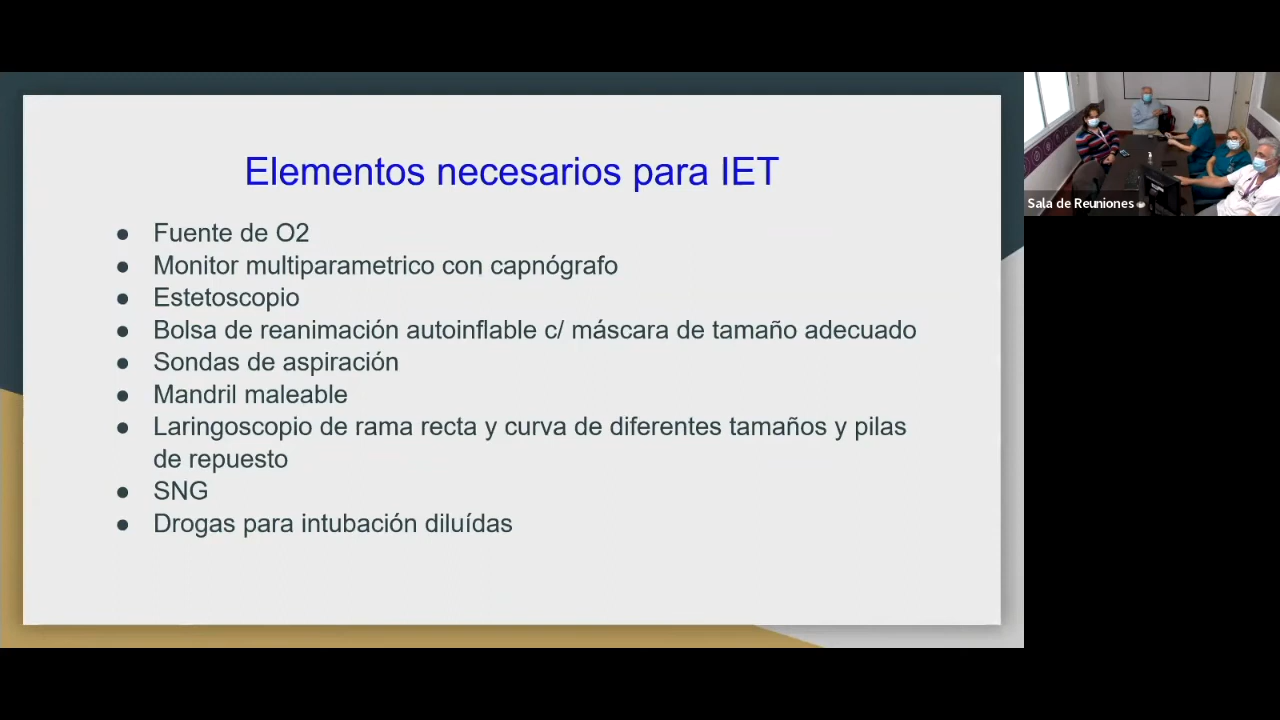 Elementos necesarios para IET
● Fuente de O2
● Monitor multiparametrico con capnógrafo
● Estetoscopio
● Bolsa de reanimación autoinflable c/ máscara de tamaño adecuado
● Sondas de aspiración
● Mandril maleable
● Laringoscopio de rama recta y curva de diferentes tamaños y pilas
de repuesto
● SNG
● Drogas para intubación diluídas
Sala de Reuniones